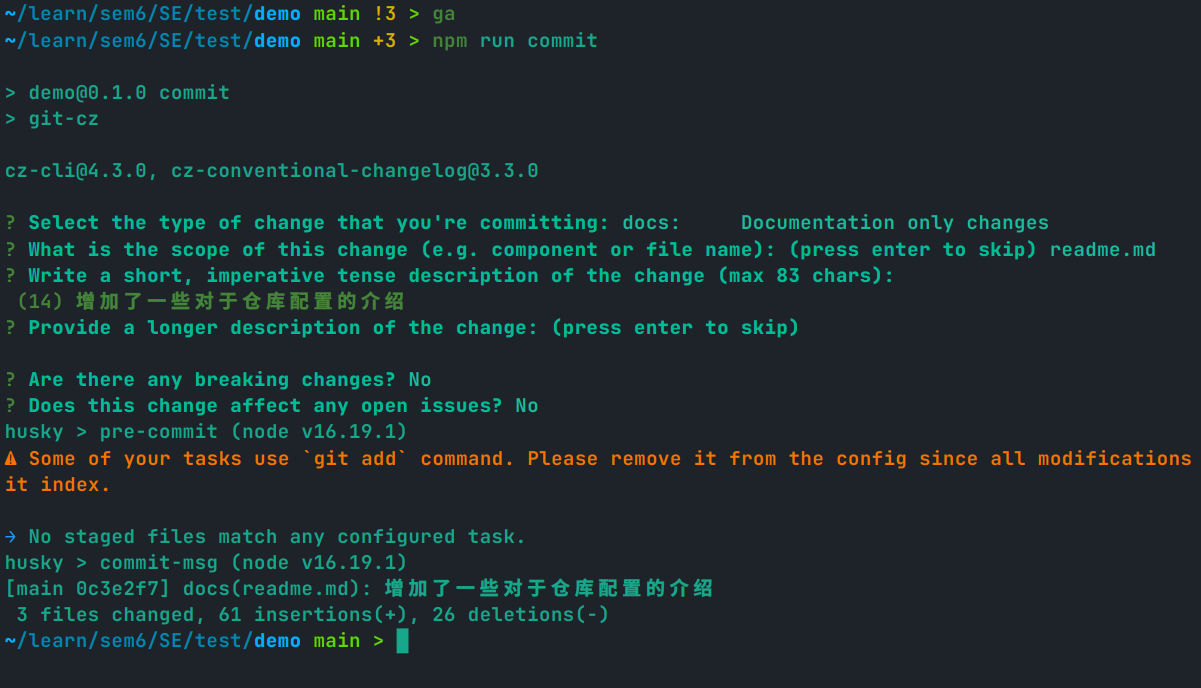 ~/learn/sem6/SE/test/demo main !3 > ga
~/learn/sem6/SE/test/demo main +3 > npm run commit
> demo@0.1.0 commit
> git-cz
cz-cli@4.3.0, cz-conventional-changelog@3.3.0
? Select the type of change that you're committing: docs:     Documentation only changes
? What is the scope of this change (e.g. component or file name): (press enter to skip) readme.md
? Write a short, imperative tense description of the change (max 83 chars):
 (14) 增加了一些对于仓库配置的介绍
? Provide a longer description of the change: (press enter to skip)
? Are there any breaking changes? No
? Does this change affect any open issues? No
husky > pre-commit (node v16.19.1)
⚠ Some of your tasks use `git add` command. Please remove it from the config since all modifications
it index.
→ No staged files match any configured task.
husky > commit-msg (node v16.19.1)
[main 0c3e2f7] docs(readme.md): 增加了一些对于仓库配置的介绍
 3 files changed, 61 insertions(+), 26 deletions(-)
~/learn/sem6/SE/test/demo main >